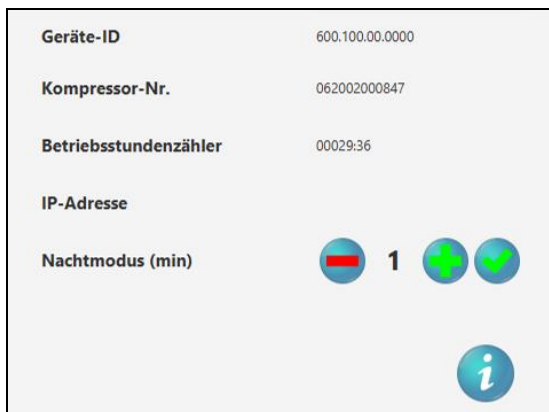 Geräte-ID 600.100.00.0000
Kompressor-Nr. 062002000847
Betriebsstundenzähler 00029:36
IP-Adresse
Nachtmodus (min) 1
i